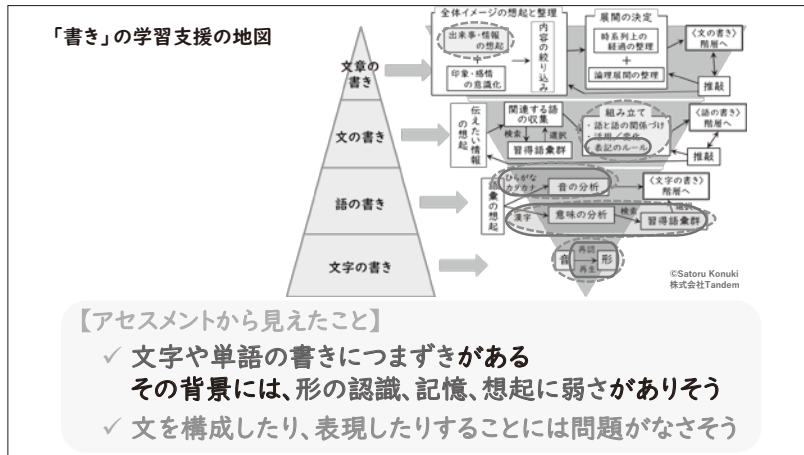 「書き」の学習支援の地図
文章の
書き
文の書き
語の書き
文字の書き
全体イメージの想起と整理
出来事・情報
の想起
+
印象・感情
の意識化
内容の絞り込み
展開の決定
時系列上の
経過の整理
+
論理展開の整理
〈文の書き〉
階層へ
推敲
伝えたい情報
の想起
関連する語
の収集
検索
選択
習得語彙群
組み立て
・語と語の関係づけ
・表記のルール
〈語の書き〉
階層へ
推敲
語彙の想起
ひらがな
カタカナ
音の分析
〈文字の書き〉
階層へ
漢字
意味の分析
検索
選択
習得語彙群
音
再認
再生
形
©Satoru Konuki
株式会社Tandem
【アセスメントから見えたこと】
✓ 文字や単語の書きにつまずきがある
その背景には、形の認識、記憶、想起に弱さがありそう
✓ 文を構成したり、表現したりすることには問題がなさそう